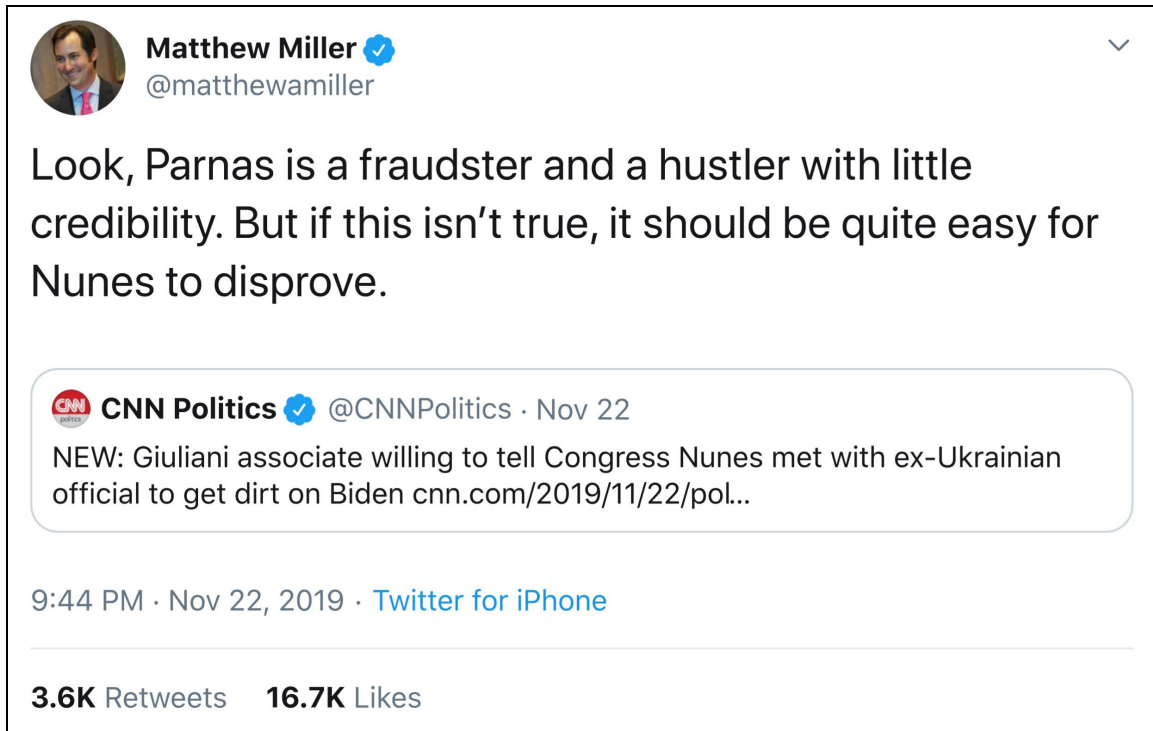 Matthew Miller
@matthewamiller
Look, Parnas is a fraudster and a hustler with little
credibility. But if this isn’t true, it should be quite easy for
Nunes to disprove.
CNN politics CNN Politics @CNNPolitics · Nov 22
NEW: Giuliani associate willing to tell Congress Nunes met with ex-Ukrainian
official to get dirt on Biden cnn.com/2019/11/22/pol...
9:44 PM · Nov 22, 2019 · Twitter for iPhone
3.6K Retweets 16.7K Likes